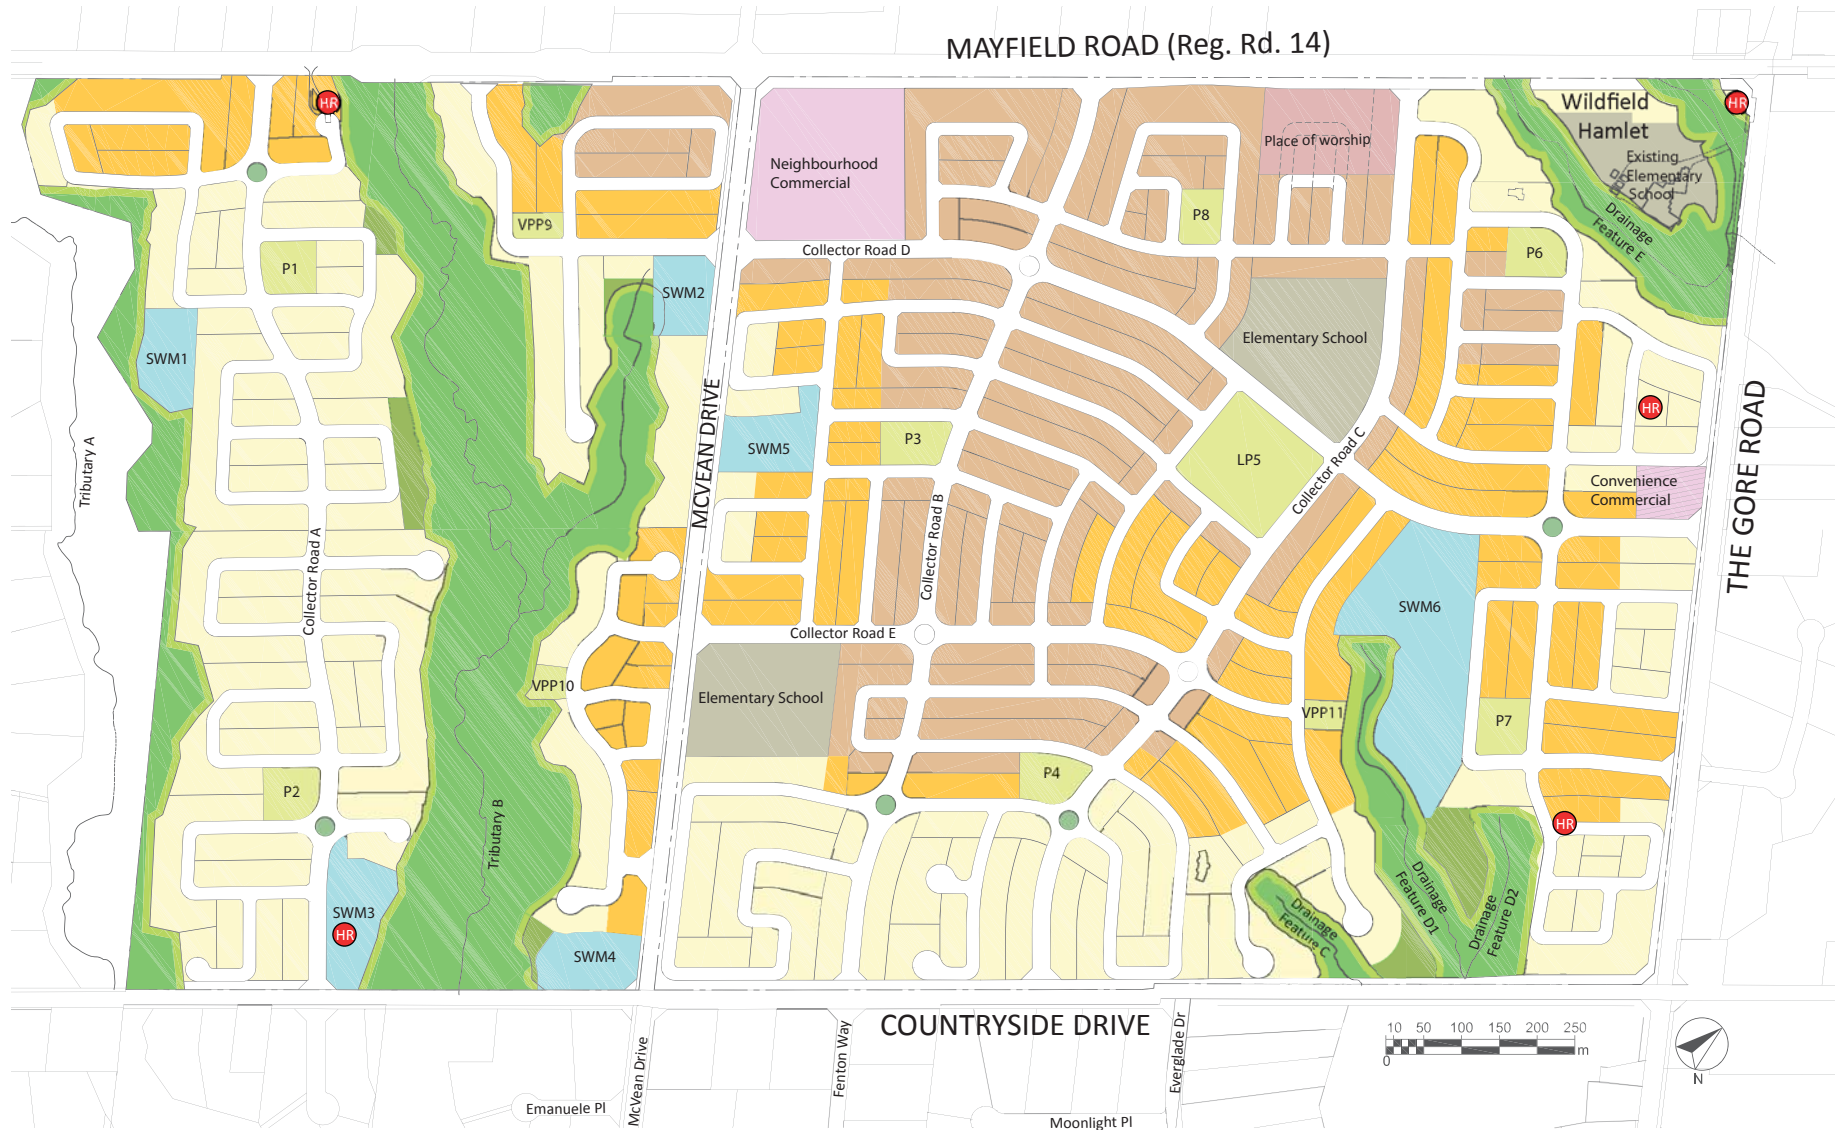 MAYFIELD ROAD (Reg. Rd. 14)
HR
HR
Wildfield
Hamlet
Existing
Elementary
School
Place of worship
Neighbourhood
Commercial
P8
VPP9
Drainage
Feature E
Collector Road D
P6
P1
SWM2
Elementary School
SWM1
MCVEAN DRIVE
THE GORE ROAD
HR
P3
SWM5
LP5
Collector Road C
Tributary A
Convenience
Commercial
Collector Road B
Collector Road A
SWM6
Collector Road E
VPP10
Elementary School
VPP11
P7
P4
P2
HR
Tributary B
Drainage
Feature D1
Drainage
Feature D2
SWM3
HR
Drainage
Feature C
SWM4
COUNTRYSIDE DRIVE
10 50 100 150 200 250
m
0
N
McVean Drive
Fenton Way
Everglade Dr
Emanuele Pl
Moonlight Pl